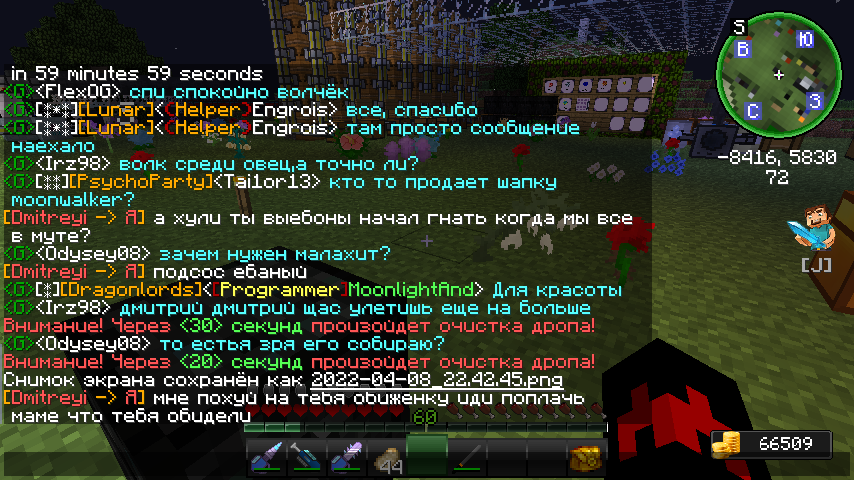 in 59 minutes 59 seconds
<G><FlexOG> спи спокойно волчёк
<G>[**][Lunar]<(Helper)Engrois> все, спасибо
<G>[**][Lunar]<(Helper)Engrois> там просто сообщение
наехало
<G><Irz98> волк среди овец,а точно ли?
<G>[**][PsychoParty]<Tai1or13> кто то продает шапку
moonwalker?
[Dmitreyi -> Я] а хули ты выебоны начал гнать когда мы все
в муте?
<G><Odysey08> зачем нужен малахит?
[Dmitreyi -> Я] подсос ебаный
<G>[*][Dragonlords]<[Programmer]MoonlightAnd> Для красоты
<G><Irz98> дмитрий дмитрий щас улетишь еще на больше
Внимание! Через <30> секунд произойдет очистка дропа!
<G><Odysey08> то естья зря его собираю?
Внимание! Через <20> секунд произойдет очистка дропа!
Снимок экрана сохранён как 2022-04-08_22.42.45.png
[Dmitreyi -> Я] мне похуй на тебя обиженку иди поплачь
маме что тебя обидели
S
В
Ю
С
З
-8416, 5830
72
[J]
60
44
66509